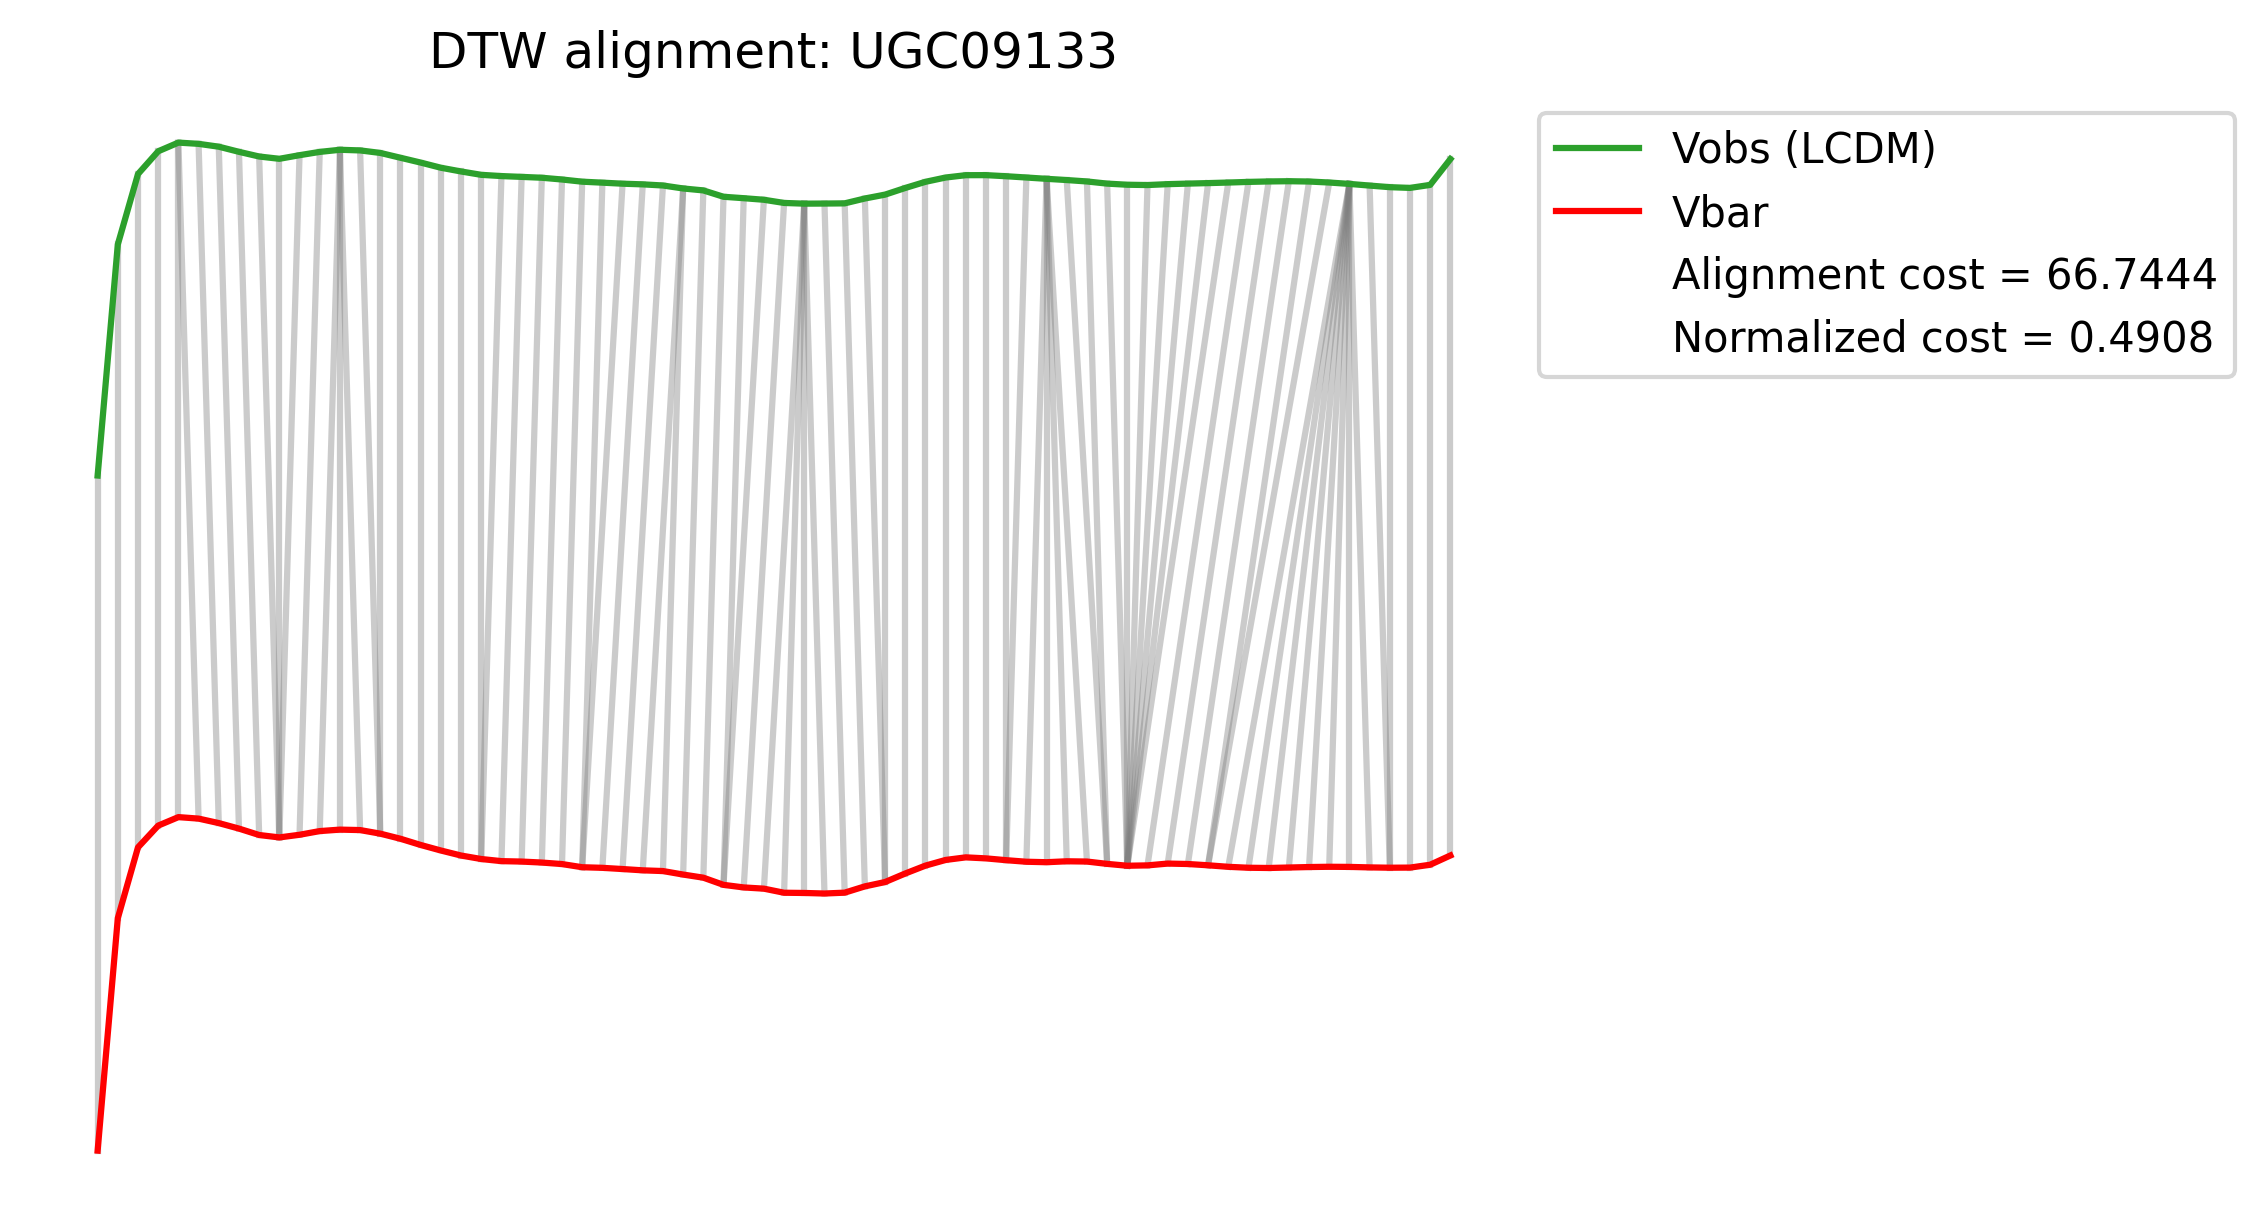 DTW alignment: UGC09133
Vobs (LCDM)
Vbar
Alignment cost = 66.7444
Normalized cost = 0.4908